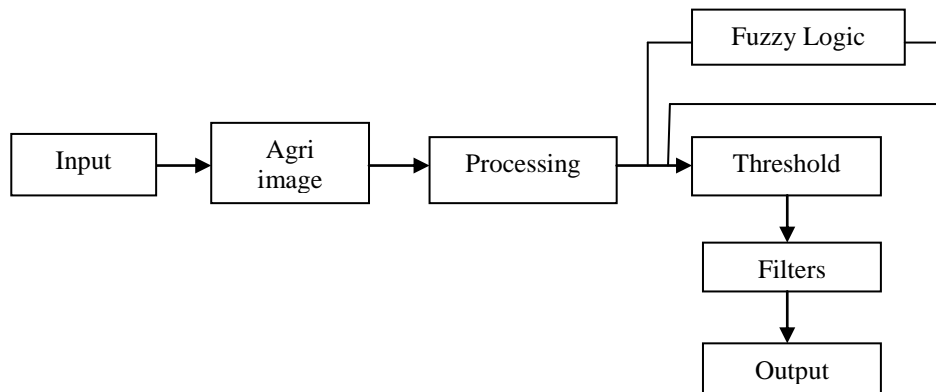 Fuzzy Logic
Input
Agri
image
Processing
Threshold
Filters
Output